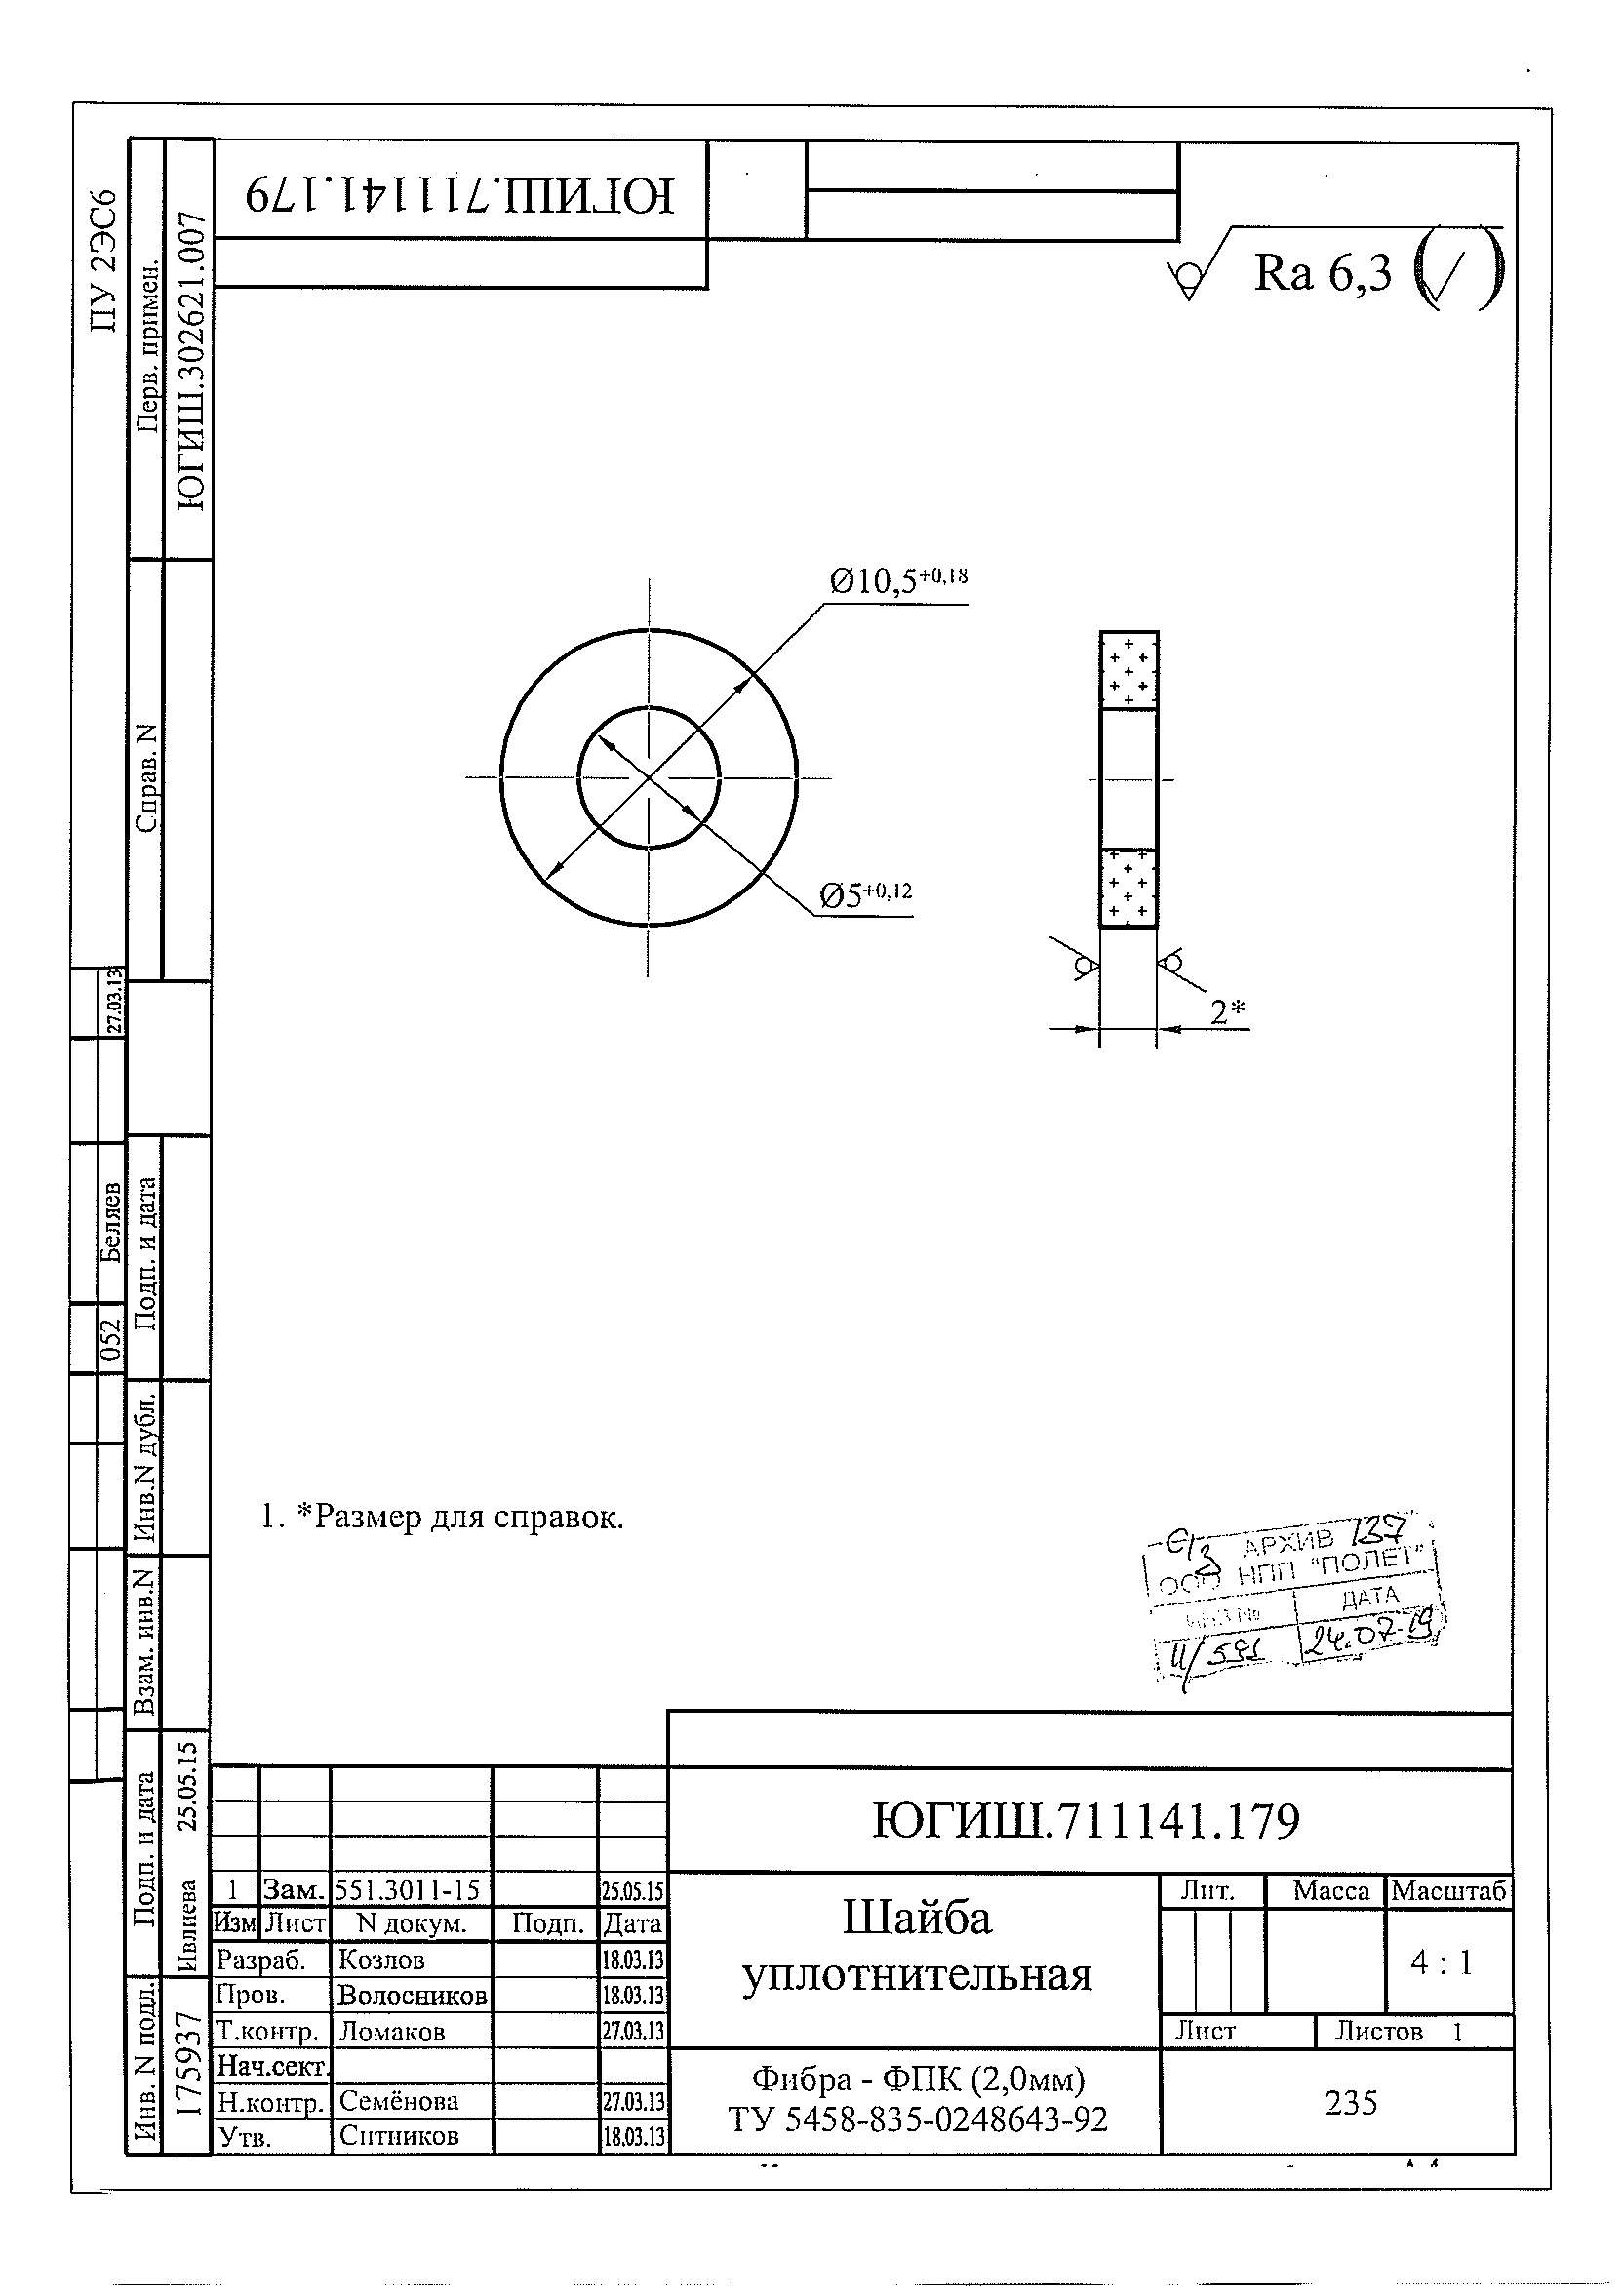 ЮГИШ.711141.179
ПУ 2ЭС6
Перв. примен.
ЮГИШ.302621.007
Справ. N
Ra 6,3
Ø10,5+0,18
Ø5+0,12
2*
27.03.13
Беляев
052
Подп. и дата
Инв.N дубл.
Взам. инв.N
Подп. и дата
Ивлиева 25.05.15
Инв. N подл.
175937
1. *Размер для справок.
АРХИВ 137
ООО НПП "ПОЛЕТ"
ДАТА
24.07.19
ЮГИШ.711141.179
1 Зам. 551.3011-15 25.05.15
Изм Лист N докум. Подп. Дата
Разраб. Козлов 18.03.13
Пров. Волосников 18.03.13
Т.контр. Ломаков 27.03.13
Нач.сект.
Н.контр. Семёнова 27.03.13
Утв. Ситников 18.03.13
Шайба
уплотнительная
Лит. Масса Масштаб
4 : 1
Лист Листов 1
Фибра - ФПК (2,0мм)
ТУ 5458-835-0248643-92
235